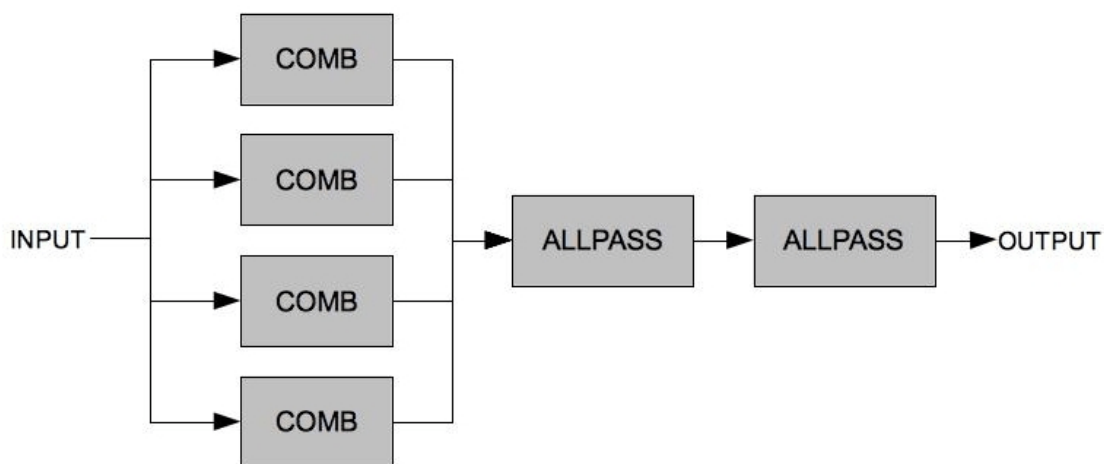 COMB
COMB
INPUT
COMB
COMB
ALLPASS
ALLPASS
OUTPUT